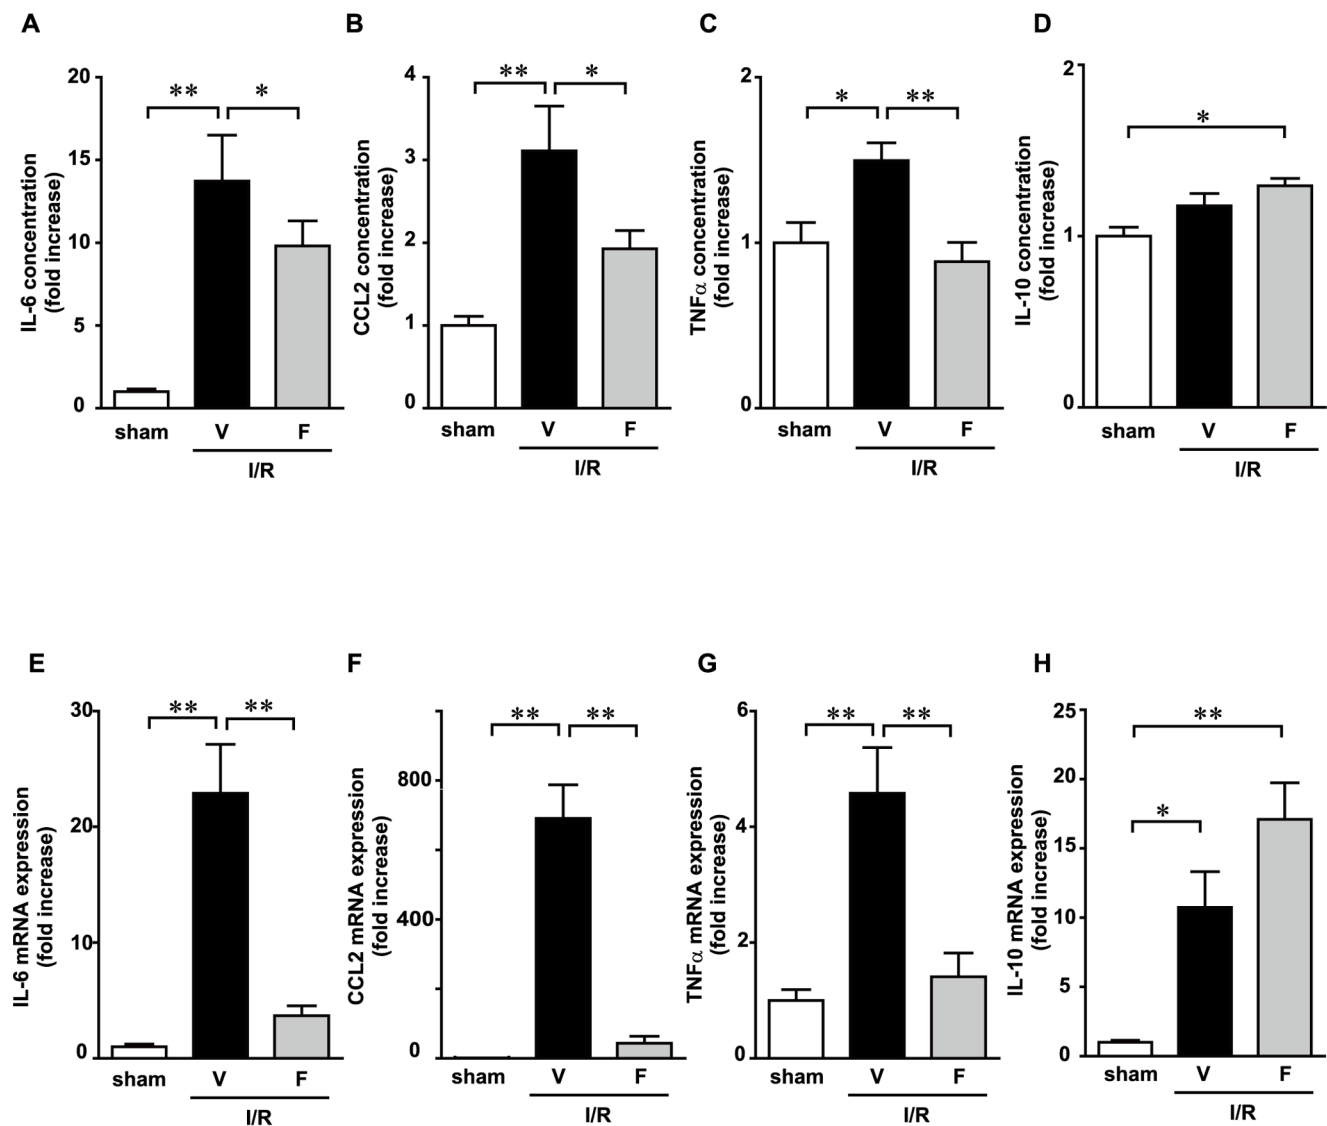 A
IL-6 concentration
(fold increase)
20
15
10
5
0
**
*
sham
V
F
I/R
B
CCL2 concentration
(fold increase)
4
3
2
1
0
**
*
sham
V
F
I/R
C
TNFα concentration
(fold increase)
2
1
0
*
**
sham
V
F
I/R
D
IL-10 concentration
(fold increase)
2
1
0
*
sham
V
F
I/R
E
IL-6 mRNA expression
(fold increase)
30
20
10
0
**
**
sham
V
F
I/R
F
CCL2 mRNA expression
(fold increase)
800
400
0
**
**
sham
V
F
I/R
G
TNFα mRNA expression
(fold increase)
6
4
2
0
**
**
sham
V
F
I/R
H
IL-10 mRNA expression
(fold increase)
25
20
15
10
5
0
**
*
sham
V
F
I/R